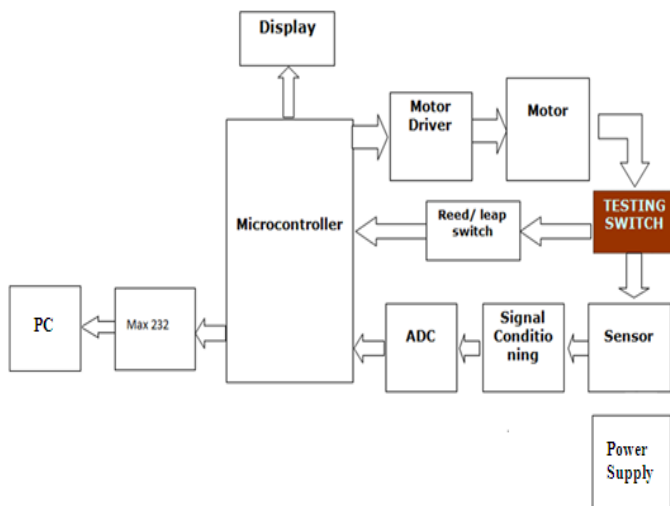 Display
Motor
Driver
Motor
Microcontroller
Reed/ leap
switch
TESTING
SWITCH
PC
Max 232
ADC
Signal
Conditio
ning
Sensor
Power
Supply